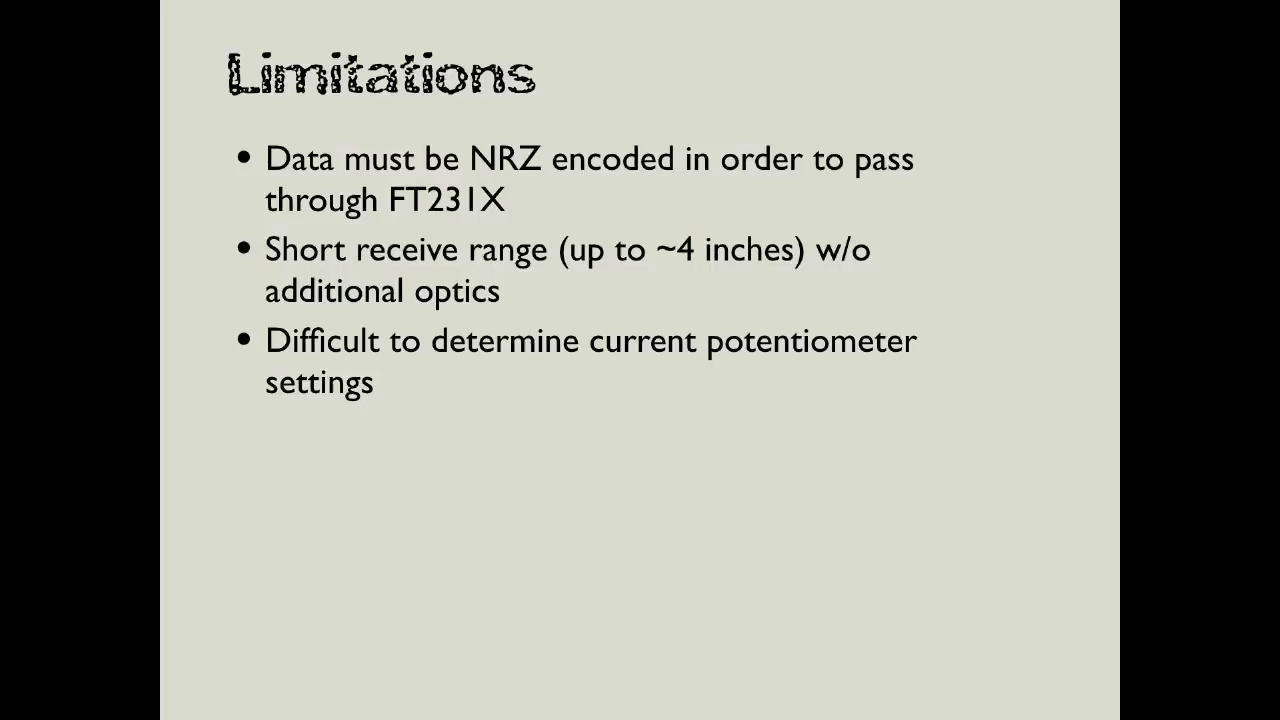 Limitations
• Data must be NRZ encoded in order to pass
through FT231X
• Short receive range (up to ~4 inches) w/o
additional optics
• Difficult to determine current potentiometer
settings